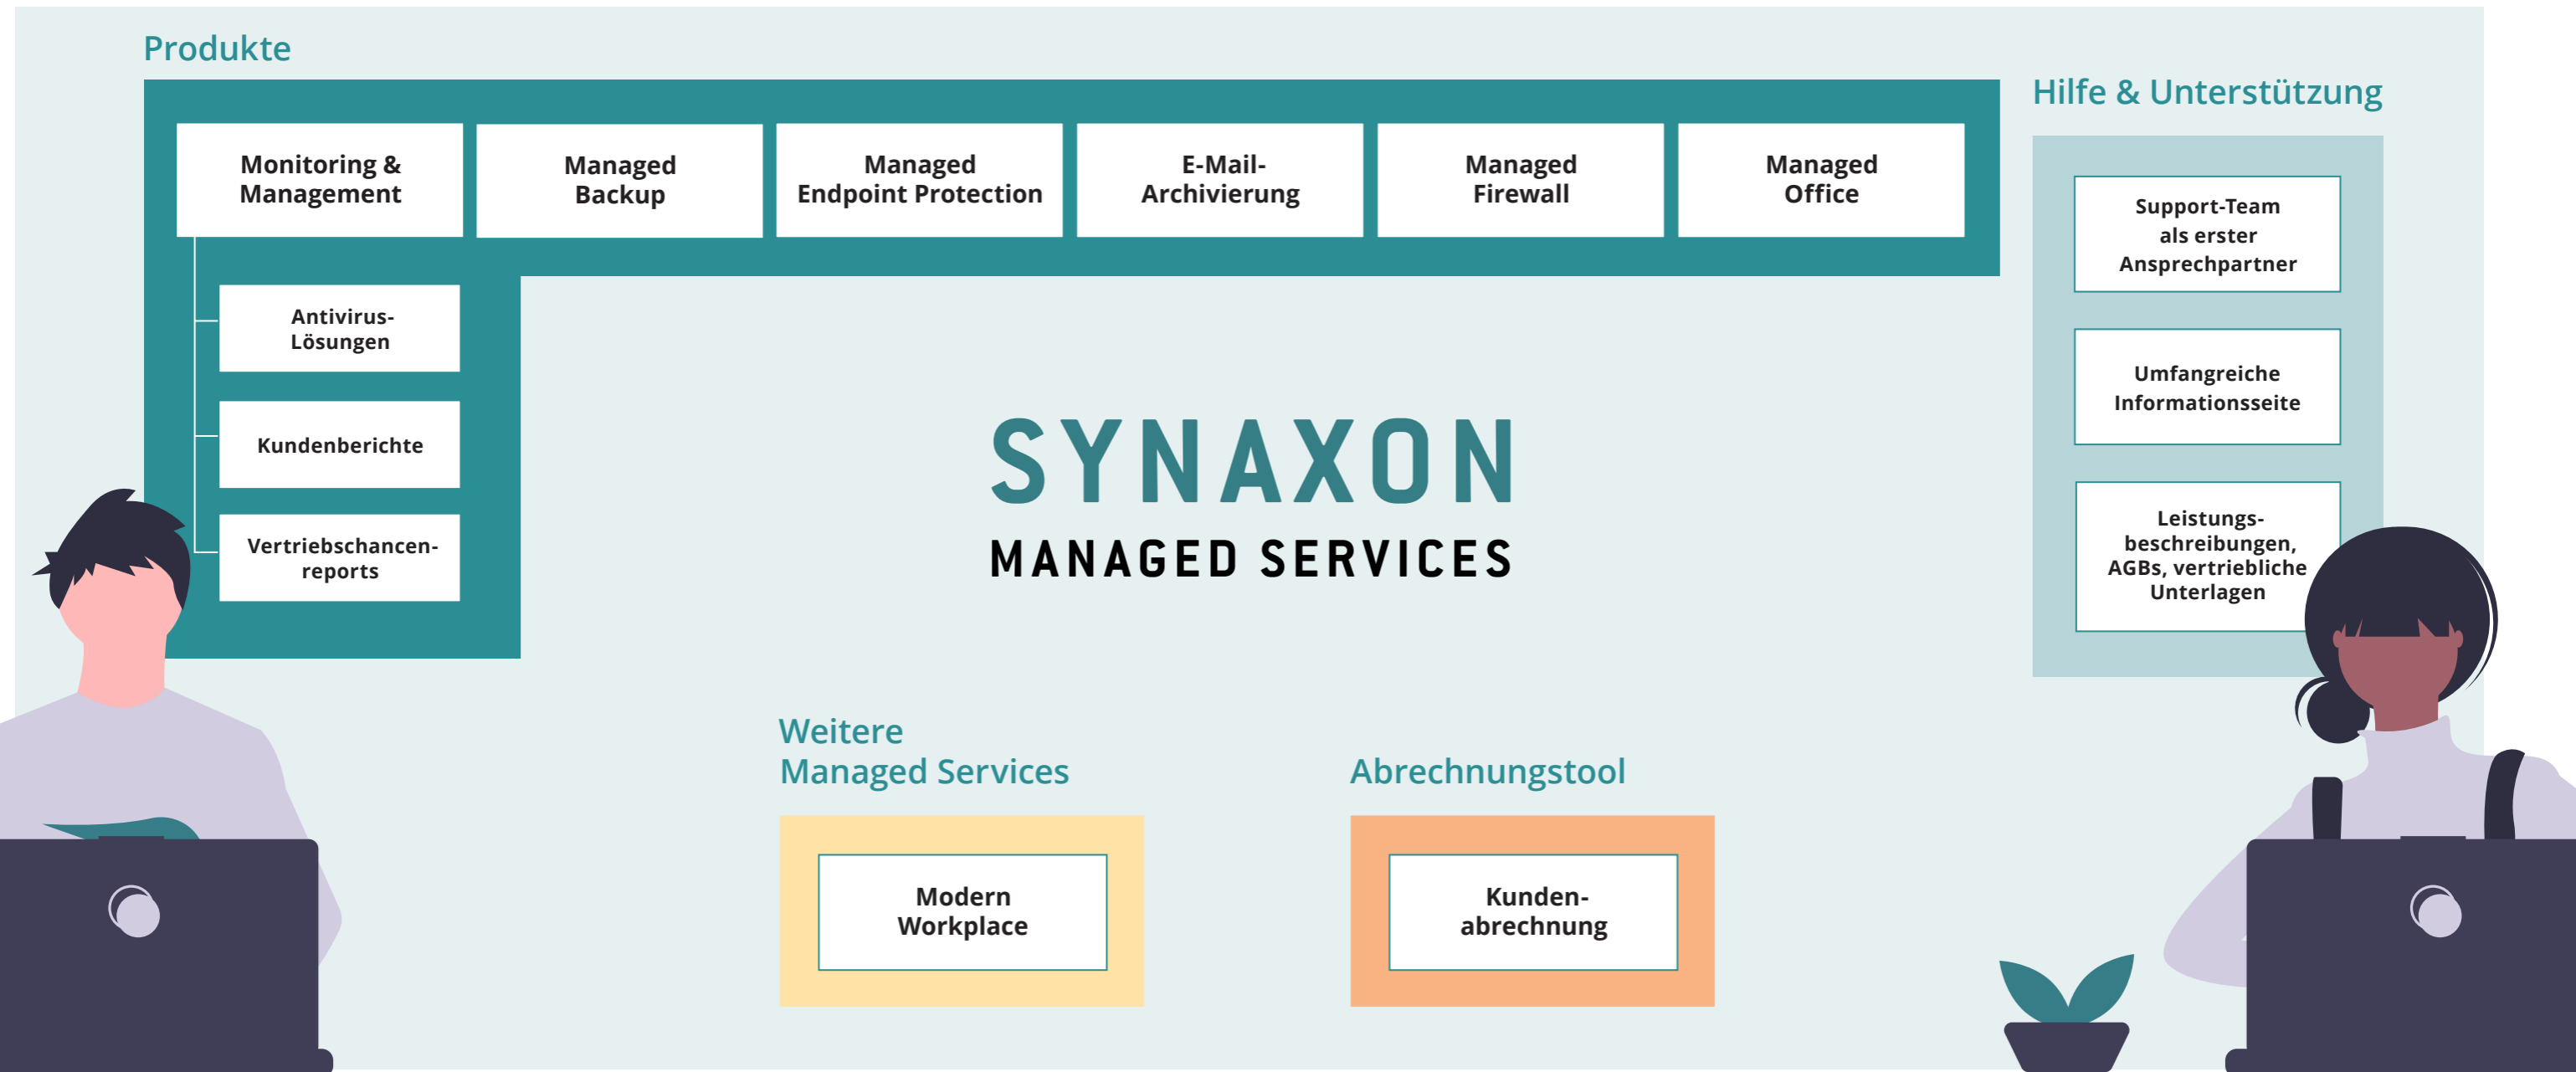 Produkte
Monitoring &
Management
Managed
Backup
Managed
Endpoint Protection
E-Mail-
Archivierung
Managed
Firewall
Managed
Office
Antivirus-
Lösungen
Kundenberichte
Vertriebschancen-
reports
Hilfe & Unterstützung
Support-Team
als erster
Ansprechpartner
Umfangreiche
Informationsseite
Leistungs-
beschreibungen,
AGBs, vertriebliche
Unterlagen
SYNAXON
MANAGED SERVICES
Weitere
Managed Services
Modern
Workplace
Abrechnungstool
Kunden-
abrechnung